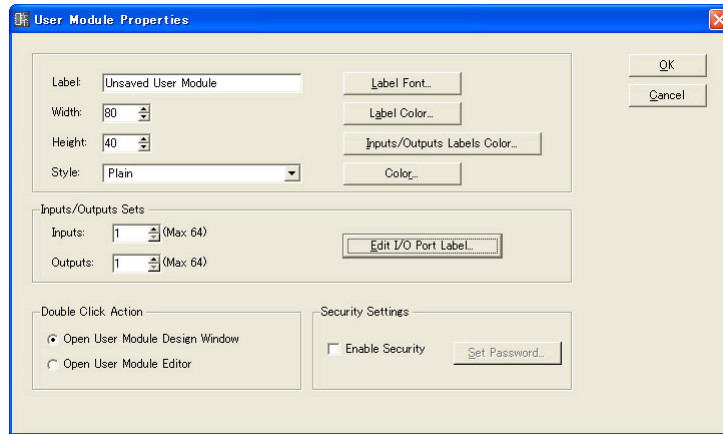 User Module Properties
Label: Unsaved User Module Label Font... OK
Width: 80 Label Color... Cancel
Height: 40 Inputs/Outputs Labels Color...
Style: Plain Color...
Inputs/Outputs Sets
Inputs: 1 (Max 64)
Edit I/O Port Label...
Outputs: 1 (Max 64)
Double Click Action
Open User Module Design Window
Open User Module Editor
Security Settings
Enable Security Set Password...